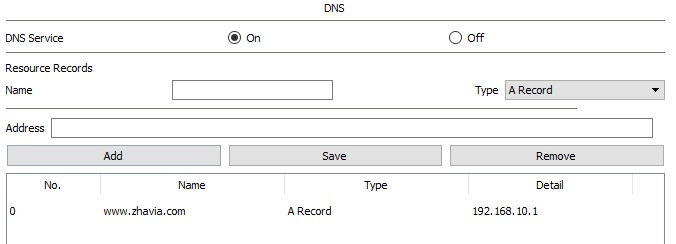 DNS
DNS Service On Off
Resource Records
Name Type A Record
Address
Add Save Remove
No. Name Type Detail
0 www.zhavia.com A Record 192.168.10.1